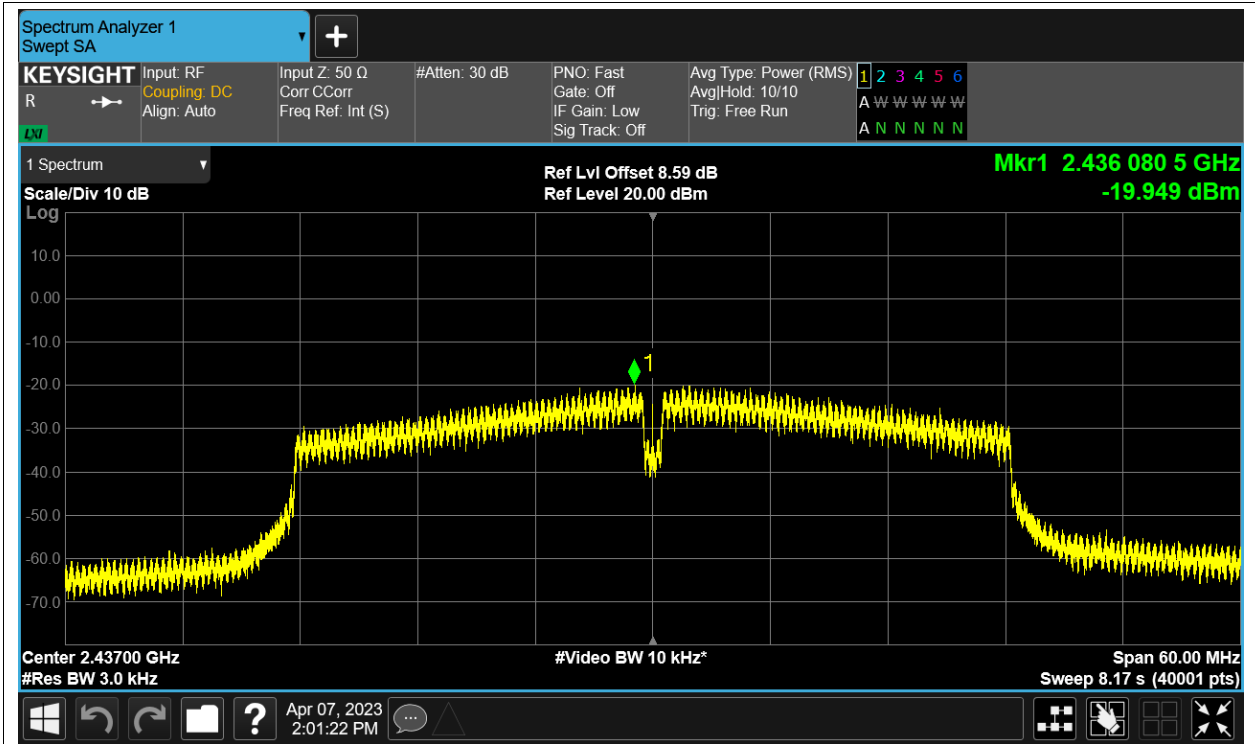 Spectrum Analyzer 1
Swept SA
+
KEYSIGHT
R
LXI
Input: RF
Coupling: DC
Align: Auto
Input Z: 50 Ω
Corr CCorr
Freq Ref: Int (S)
#Atten: 30 dB
PNO: Fast
Gate: Off
IF Gain: Low
Sig Track: Off
Avg Type: Power (RMS)
Avg|Hold: 10/10
Trig: Free Run
1 2 3 4 5 6
A W W W W W
A N N N N N
1 Spectrum
Scale/Div 10 dB
Log
Ref Lvl Offset 8.59 dB
Ref Level 20.00 dBm
Mkr1 2.436 080 5 GHz
-19.949 dBm
10.0
0.00
-10.0
1
-20.0
-30.0
-40.0
-50.0
-60.0
-70.0
Center 2.43700 GHz
#Res BW 3.0 kHz
#Video BW 10 kHz*
Span 60.00 MHz
Sweep 8.17 s (40001 pts)
?
Apr 07, 2023
2:01:22 PM